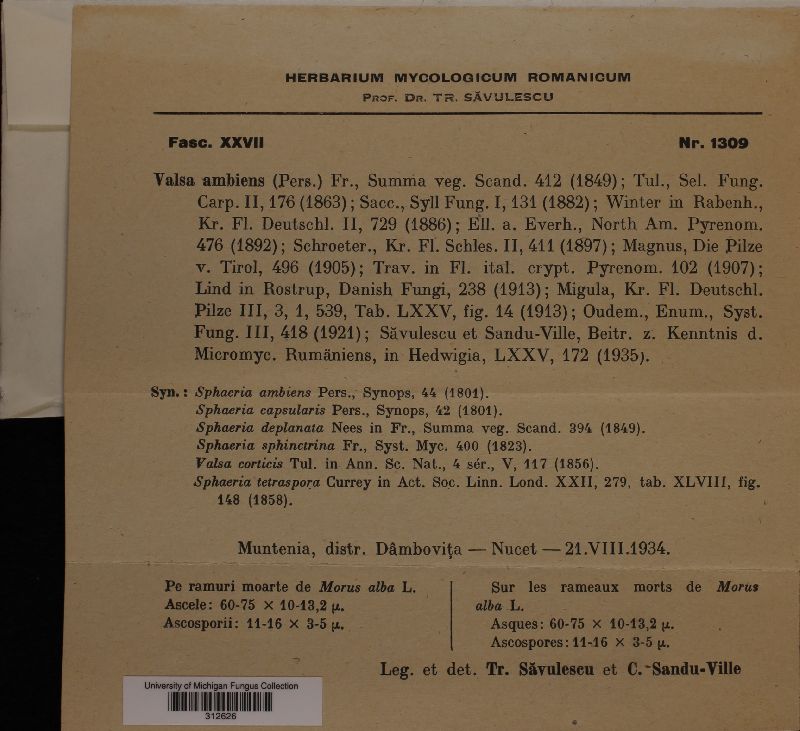 HERBARIUM MYCOLOGICUM ROMANICUM
PROF. DR. TR. SĂVULESCU
Fasc. XXVII Nr. 1309
Valsa ambiens (Pers.) Fr., Summa veg. Scand. 412 (1849); Tul., Sel. Fung.
Carp. II, 176 (1863); Sacc., Syll Fung. I, 131 (1882); Winter in Rabenh.,
Kr. Fl. Deutschl. II, 729 (1886); Ell. a. Everh., North Am. Pyrenom.
476 (1892); Schroeter., Kr. Fl. Schles. II, 411 (1897); Magnus, Die Pilze
v. Tirol, 496 (1905); Trav. in Fl. ital. crypt. Pyrenom. 102 (1907);
Lind in Rostrup, Danish Fungi, 238 (1913); Migula, Kr. Fl. Deutschl.
Pilze III, 3, 1, 539, Tab. LXXV, fig. 14 (1913); Oudem., Enum., Syst.
Fung. III, 418 (1921); Săvulescu et Sandu-Ville, Beitr. z. Kenntnis d.
Micromyc. Rumäniens, in Hedwigia, LXXV, 172 (1935).
Syn.: Sphaeria ambiens Pers., Synops, 44 (1801).
Sphaeria capsularis Pers., Synops, 42 (1801).
Sphaeria deplanata Nees in Fr., Summa veg. Scand. 394 (1849).
Sphaeria sphinctrina Fr., Syst. Myc. 400 (1823).
Valsa corticis Tul. in Ann. Sc. Nat., 4 sér., V, 117 (1856).
Sphaeria tetraspora Currey in Act. Soc. Linn. Lond. XXII, 279, tab. XLVIII, fig.
148 (1858).
Muntenia, distr. Dâmbovița — Nucet — 21.VIII.1934.
Pe ramuri moarte de Morus alba L.
Ascele: 60-75 × 10-13,2 µ.
Ascosporii: 11-16 × 3-5 µ.
Sur les rameaux morts de Morus
alba L.
Asques: 60-75 × 10-13,2 µ.
Ascospores: 11-16 × 3-5 µ.
Leg. et det. Tr. Săvulescu et C. Sandu-Ville
University of Michigan Fungus Collection
312626